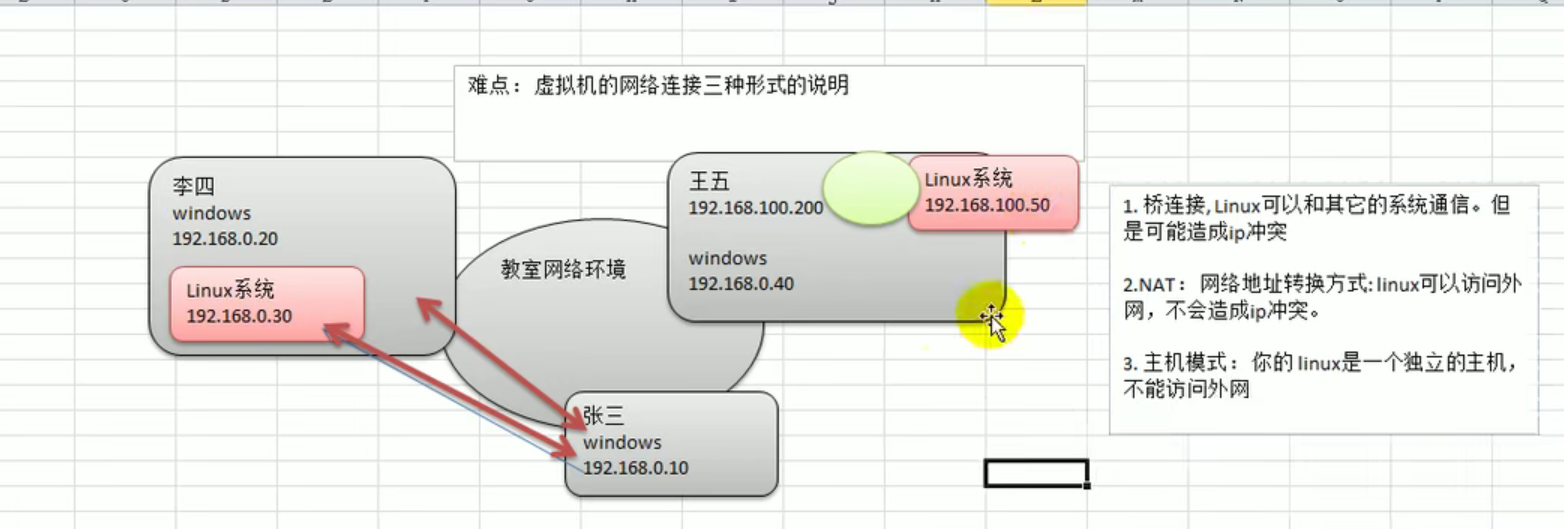 难点：虚拟机的网络连接三种形式的说明
李四
windows
192.168.0.20
Linux系统
192.168.0.30
教室网络环境
王五
192.168.100.200
windows
192.168.0.40
Linux系统
192.168.100.50
张三
windows
192.168.0.10
1. 桥连接, Linux可以和其它的系统通信。但
是可能造成ip冲突
2.NAT：网络地址转换方式: linux可以访问外
网，不会造成ip冲突。
3. 主机模式：你的 linux是一个独立的主机，
不能访问外网